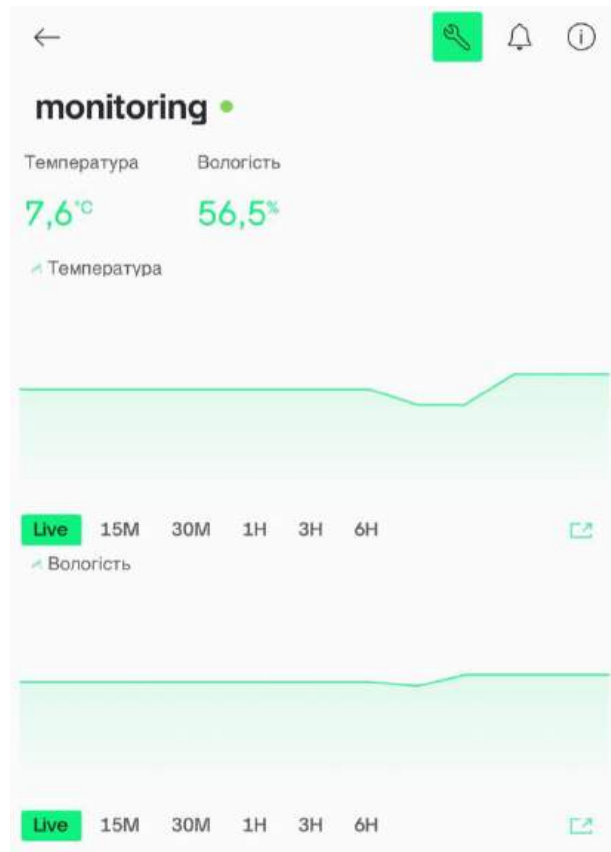 monitoring
Температура Вологість
7,6°C 56,5%
Температура
Live 15M 30M 1H 3H 6H
Вологість
Live 15M 30M 1H 3H 6H